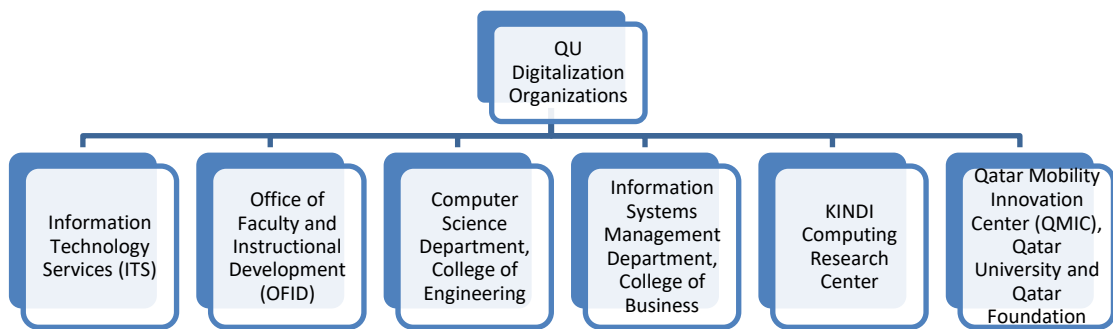 QU
Digitalization
Organizations
Information
Technology
Services (ITS)
Office of
Faculty and
Instructional
Development
(OFID)
Computer
Science
Department,
College of
Engineering
Information
Systems
Management
Department,
College of
Business
KINDI
Computing
Research
Center
Qatar Mobility
Innovation
Center (QMIC),
Qatar
University and
Qatar
Foundation